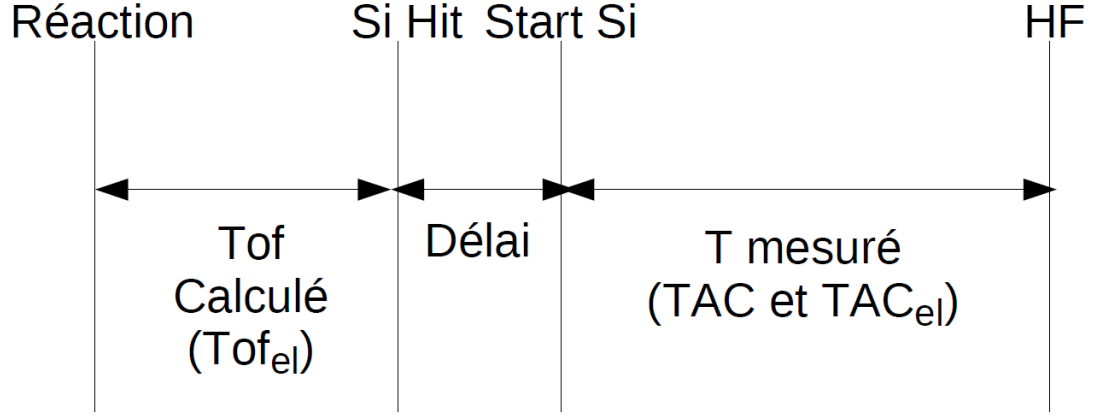 Réaction Si Hit Start Si HF
Tof
Calculé
(Tofel)
Délai
T mesuré
(TAC et TACel)